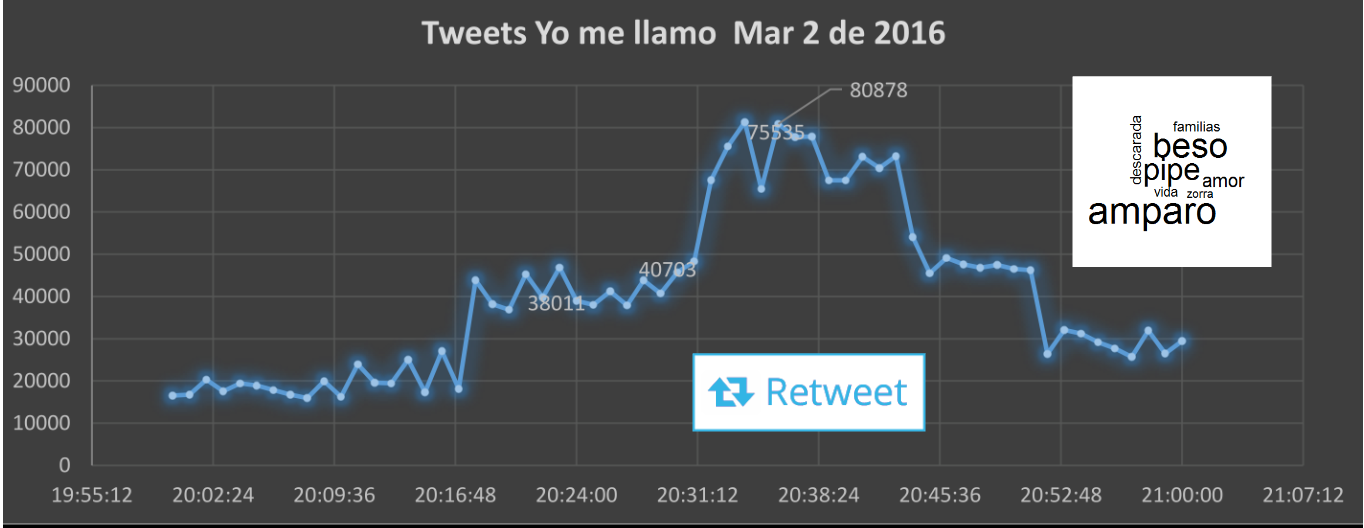 Tweets Yo me llamo  Mar 2 de 2016
90000
80000
70000
60000
50000
40000
30000
20000
10000
0
80878
75535
40703
38011
descarada
familias
beso
pipe
amor
vida
zorra
amparo
Retweet
19:55:12 20:02:24 20:09:36 20:16:48 20:24:00 20:31:12 20:38:24 20:45:36 20:52:48 21:00:00 21:07:12